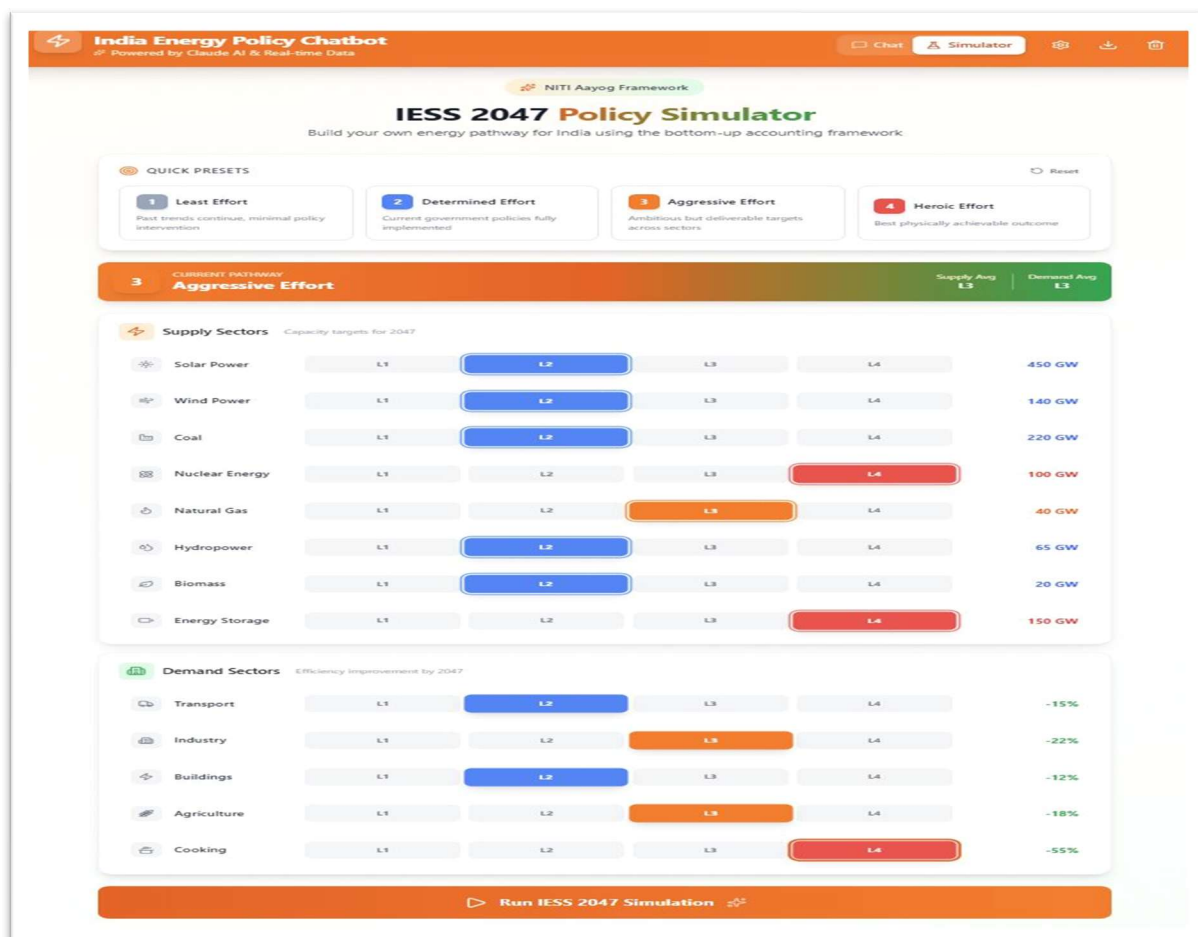 India Energy Policy Chatbot
Powered by Claude AI & Real-time Data
Chat
Simulator
NITI Aayog Framework
IESS 2047 Policy Simulator
Build your own energy pathway for India using the bottom-up accounting framework
QUICK PRESETS
Reset
1 Least Effort
Past trends continue, minimal policy
intervention
2 Determined Effort
Current government policies fully
implemented
3 Aggressive Effort
Ambitious but deliverable targets
across sectors
4 Heroic Effort
Best physically achievable outcome
3
CURRENT PATHWAY
Aggressive Effort
Supply Avg
L3
Demand Avg
L3
Supply Sectors Capacity targets for 2047
Solar Power L1 L2 L3 L4 450 GW
Wind Power L1 L2 L3 L4 140 GW
Coal L1 L2 L3 L4 220 GW
Nuclear Energy L1 L2 L3 L4 100 GW
Natural Gas L1 L2 L3 L4 40 GW
Hydropower L1 L2 L3 L4 65 GW
Biomass L1 L2 L3 L4 20 GW
Energy Storage L1 L2 L3 L4 150 GW
Demand Sectors Efficiency improvement by 2047
Transport L1 L2 L3 L4 -15%
Industry L1 L2 L3 L4 -22%
Buildings L1 L2 L3 L4 -12%
Agriculture L1 L2 L3 L4 -18%
Cooking L1 L2 L3 L4 -55%
Run IESS 2047 Simulation